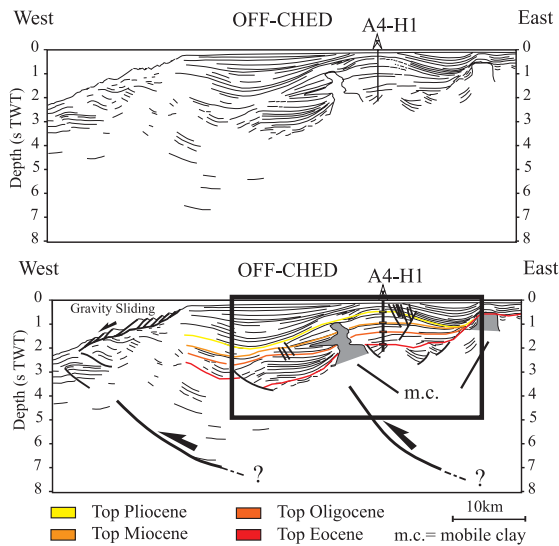 West
OFF-CHED
A4-H1
East
Depth (s TWT)
0
1
2
3
4
5
6
7
8
0
1
2
3
4
5
6
7
8
West
OFF-CHED
A4-H1
East
Gravity Sliding
Depth (s TWT)
0
1
2
3
4
5
6
7
8
0
1
2
3
4
5
6
7
8
m.c.
?
?
Top Pliocene
Top Oligocene
10km
Top Miocene
Top Eocene
m.c.= mobile clay